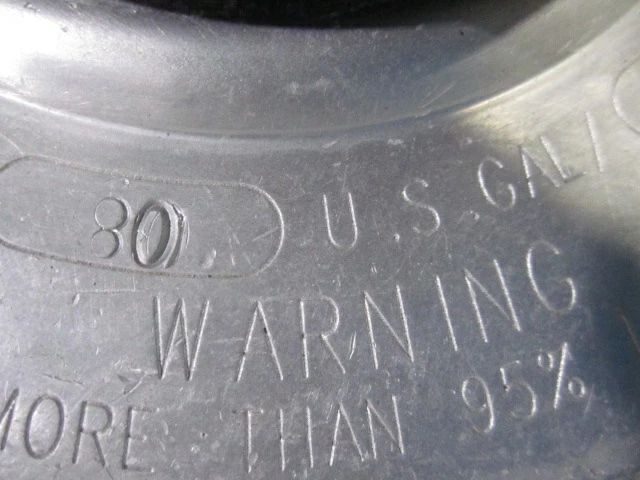 80 U.S. GAL
WARNING
MORE THAN 95%